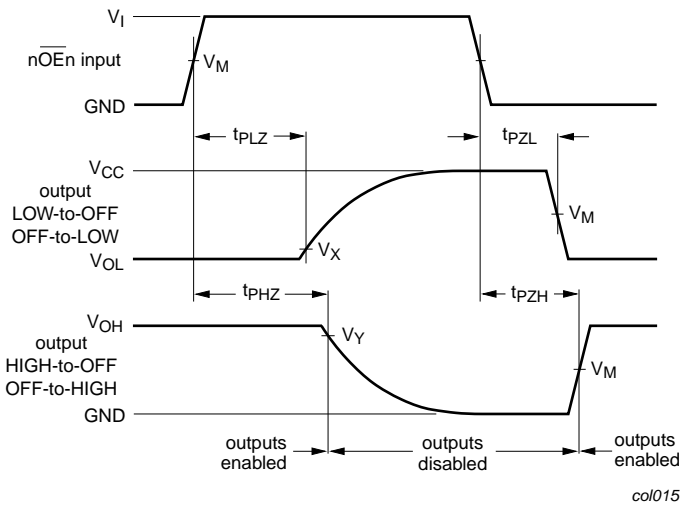 V_I
nO̅E̅n input
V_M
GND
t_PLZ
t_PZL
V_CC
output
LOW-to-OFF
OFF-to-LOW
V_M
V_X
V_OL
t_PHZ
t_PZH
V_OH
output
HIGH-to-OFF
OFF-to-HIGH
V_Y
V_M
GND
outputs
enabled
outputs
disabled
outputs
enabled
col015